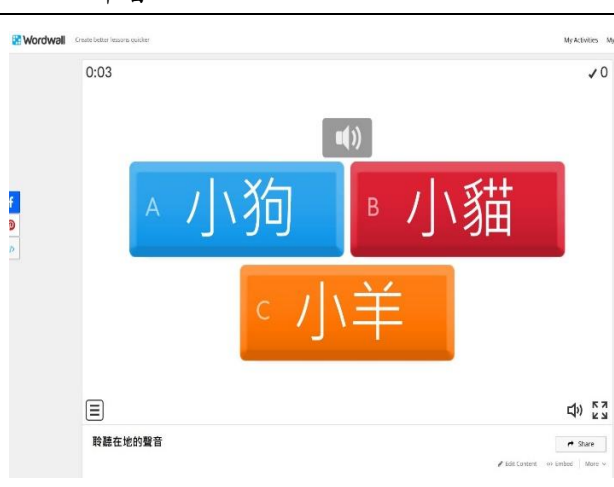 Wordwall Create better lessons quicker My Activities My
0:03 ✓0
A 小狗 B 小貓
C 小羊
聆聽在地的聲音
Share
Edit Content Embed More